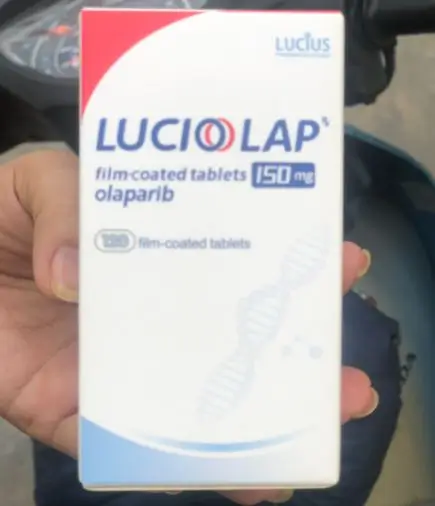 LUCIUS
LUCIOLAP
film-coated tablets 150 mg
olaparib
120 film-coated tablets